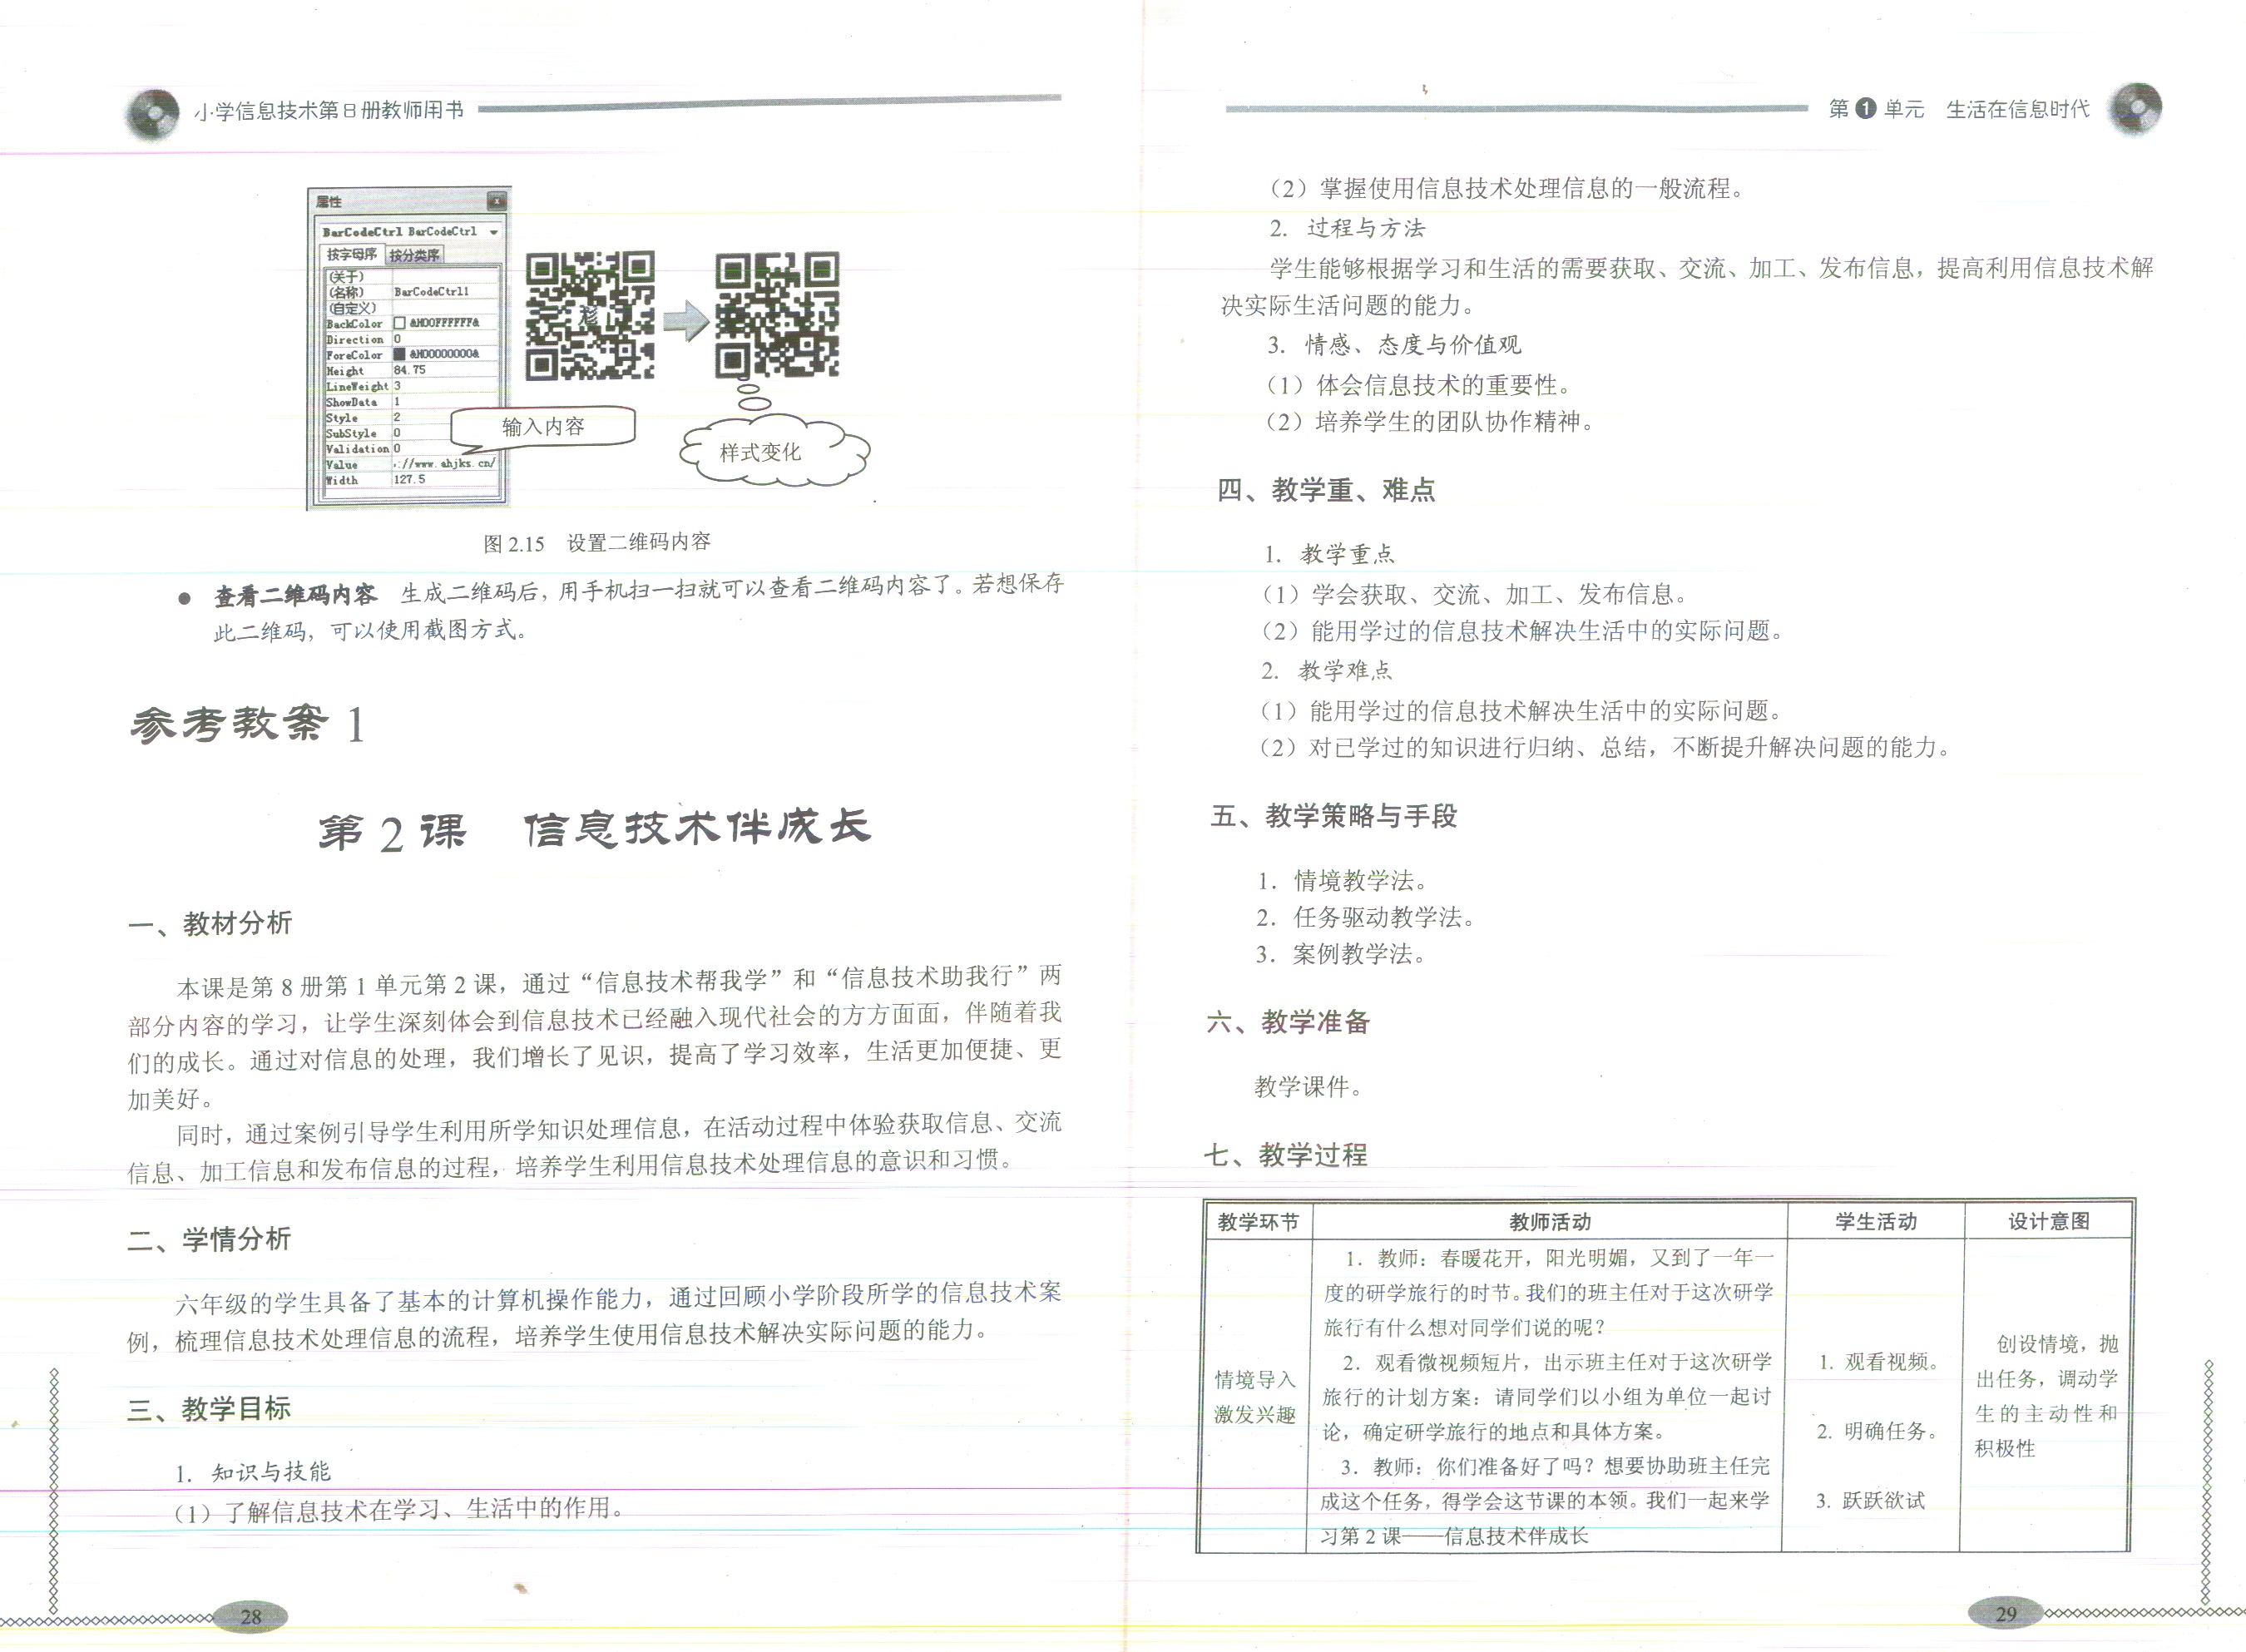 小学信息技术第8册教师用书
属性
BarCodeCtrl BarCodeCtrl
按字母序 按分类序
(关于)
(名称) BarCodeCtrl1
(自定义)
BackColor &H00FFFFFF&
Direction 0
ForeColor &H00000000&
Height 84.75
LineWeight 3
ShowData 1
Style 2
SubStyle 0
Validation 0
Value ://www.ahjks.cn/
Width 127.5
输入内容
样式变化
图 2.15 设置二维码内容
● 查看二维码内容 生成二维码后，用手机扫一扫就可以查看二维码内容了。若想保存
此二维码，可以使用截图方式。
参考教案 1
第 2 课 信息技术伴成长
一、教材分析
本课是第 8 册第 1 单元第 2 课，通过“信息技术帮我学”和“信息技术助我行”两
部分内容的学习，让学生深刻体会到信息技术已经融入现代社会的方方面面，伴随着我
们的成长。通过对信息的处理，我们增长了见识，提高了学习效率，生活更加便捷、更
加美好。
同时，通过案例引导学生利用所学知识处理信息，在活动过程中体验获取信息、交流
信息、加工信息和发布信息的过程，培养学生利用信息技术处理信息的意识和习惯。
二、学情分析
六年级的学生具备了基本的计算机操作能力，通过回顾小学阶段所学的信息技术案
例，梳理信息技术处理信息的流程，培养学生使用信息技术解决实际问题的能力。
三、教学目标
1. 知识与技能
（1）了解信息技术在学习、生活中的作用。
28
第 1 单元 生活在信息时代
（2）掌握使用信息技术处理信息的一般流程。
2. 过程与方法
学生能够根据学习和生活的需要获取、交流、加工、发布信息，提高利用信息技术解
决实际生活问题的能力。
3. 情感、态度与价值观
（1）体会信息技术的重要性。
（2）培养学生的团队协作精神。
四、教学重、难点
1. 教学重点
（1）学会获取、交流、加工、发布信息。
（2）能用学过的信息技术解决生活中的实际问题。
2. 教学难点
（1）能用学过的信息技术解决生活中的实际问题。
（2）对已学过的知识进行归纳、总结，不断提升解决问题的能力。
五、教学策略与手段
1. 情境教学法。
2. 任务驱动教学法。
3. 案例教学法。
六、教学准备
教学课件。
七、教学过程
教学环节 教师活动 学生活动 设计意图
情境导入
激发兴趣
1. 教师：春暖花开，阳光明媚，又到了一年一
度的研学旅行的时节。我们的班主任对于这次研学
旅行有什么想对同学们说的呢？
2. 观看微视频短片，出示班主任对于这次研学
旅行的计划方案：请同学们以小组为单位一起讨
论，确定研学旅行的地点和具体方案。
3. 教师：你们准备好了吗？想要协助班主任完
成这个任务，得学会这节课的本领。我们一起来学
习第 2 课——信息技术伴成长
1. 观看视频。
2. 明确任务。
3. 跃跃欲试
创设情境，抛
出任务，调动学
生的主动性和
积极性
29